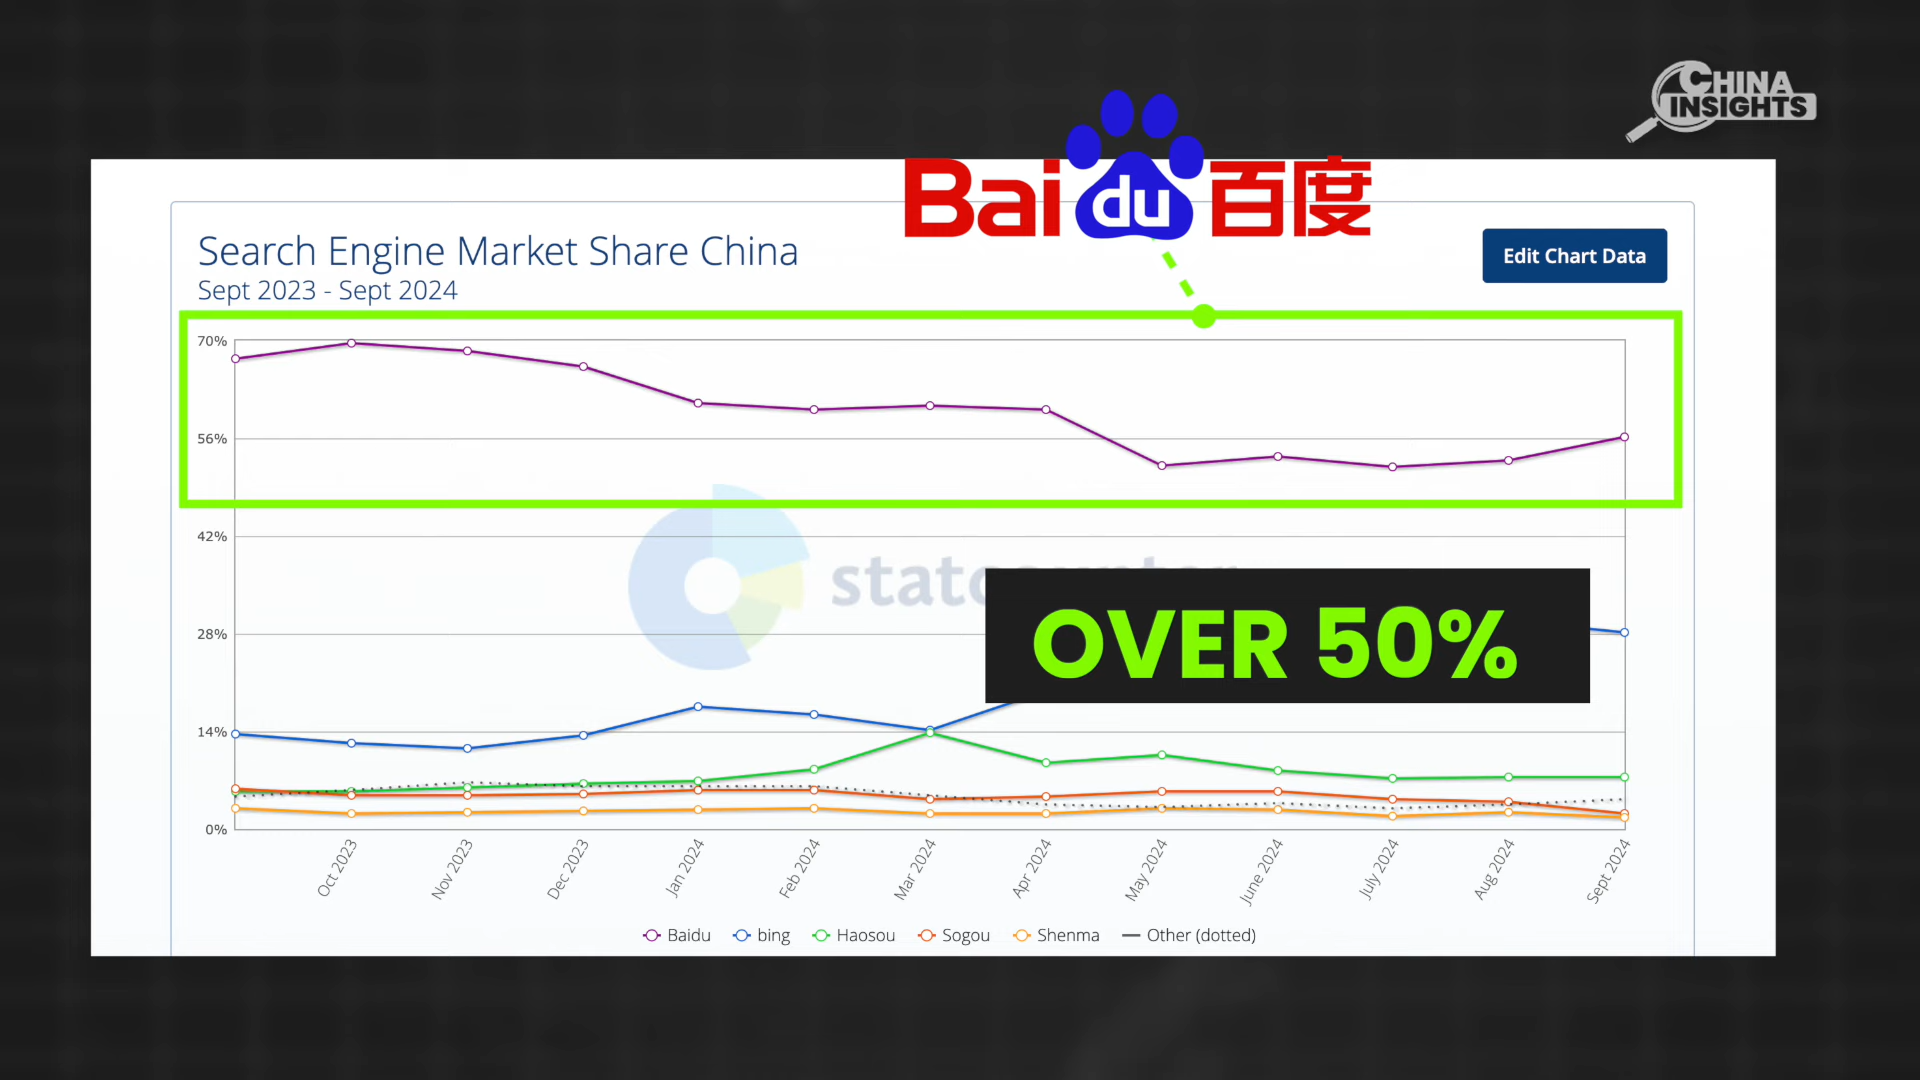 CHINA
INSIGHTS
Baidu百度
Search Engine Market Share China
Sept 2023 - Sept 2024
Edit Chart Data
70%
56%
42%
28%
14%
0%
OVER 50%
Oct 2023
Nov 2023
Dec 2023
Jan 2024
Feb 2024
Mar 2024
Apr 2024
May 2024
June 2024
July 2024
Aug 2024
Sept 2024
Baidu bing Haosou Sogou Shenma Other (dotted)